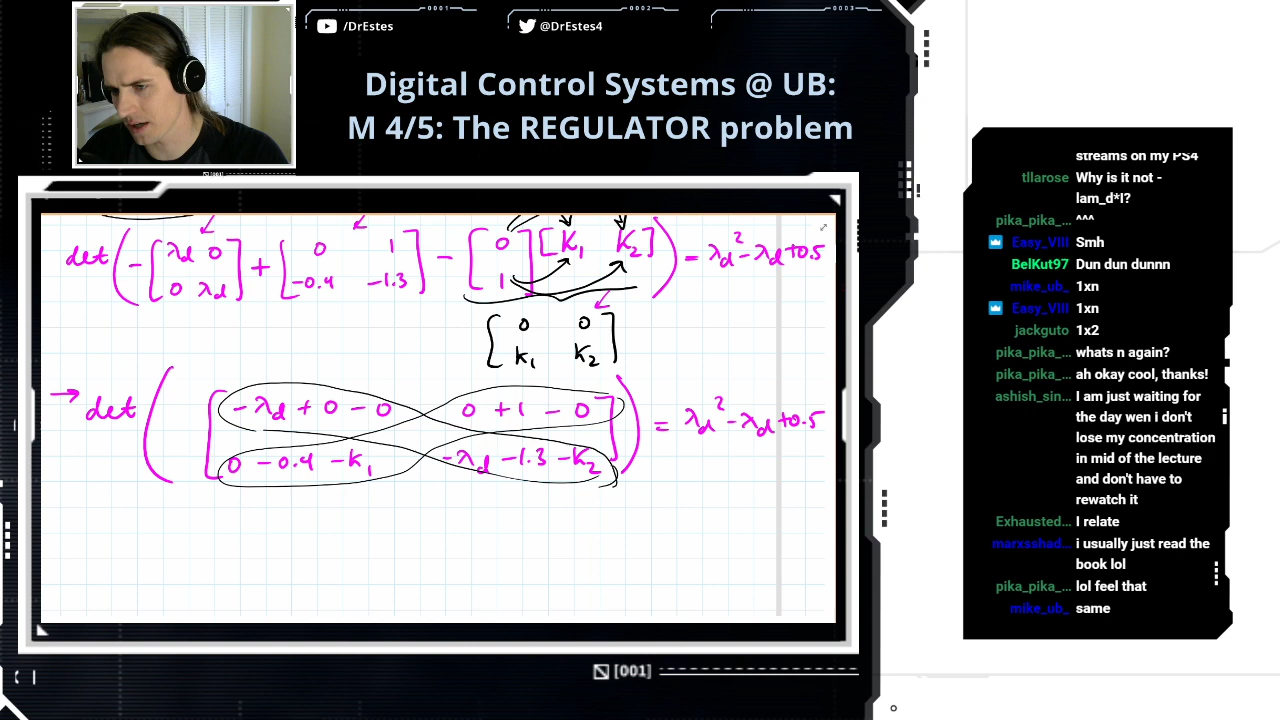 0001
0002
0003
/DrEstes
@DrEstes4
Digital Control Systems @ UB:
M 4/5: The REGULATOR problem
[001]
det(-[λd 0; 0 λd] + [0 1; -0.4 -1.3] - [0; 1][K1 K2]) = λd² - λd + 0.5
[0 0
K1 K2]
→ det([-λd + 0 - 0 0 + 1 - 0
0 - 0.4 - K1 -λd - 1.3 - K2]) = λd² - λd + 0.5
[001]
streams on my PS4
tllarose Why is it not -
lam_d*I?
pika_pika_... ^^^
Easy_VIII Smh
BelKut97 Dun dun dunnn
mike_ub_ 1xn
Easy_VIII 1xn
jackguto 1x2
pika_pika_... whats n again?
pika_pika_... ah okay cool, thanks!
ashish_sin... I am just waiting for
the day wen i don't
lose my concentration
in mid of the lecture
and don't have to
rewatch it
Exhausted... I relate
marxsshad... i usually just read the
book lol
pika_pika_... lol feel that
mike_ub_ same